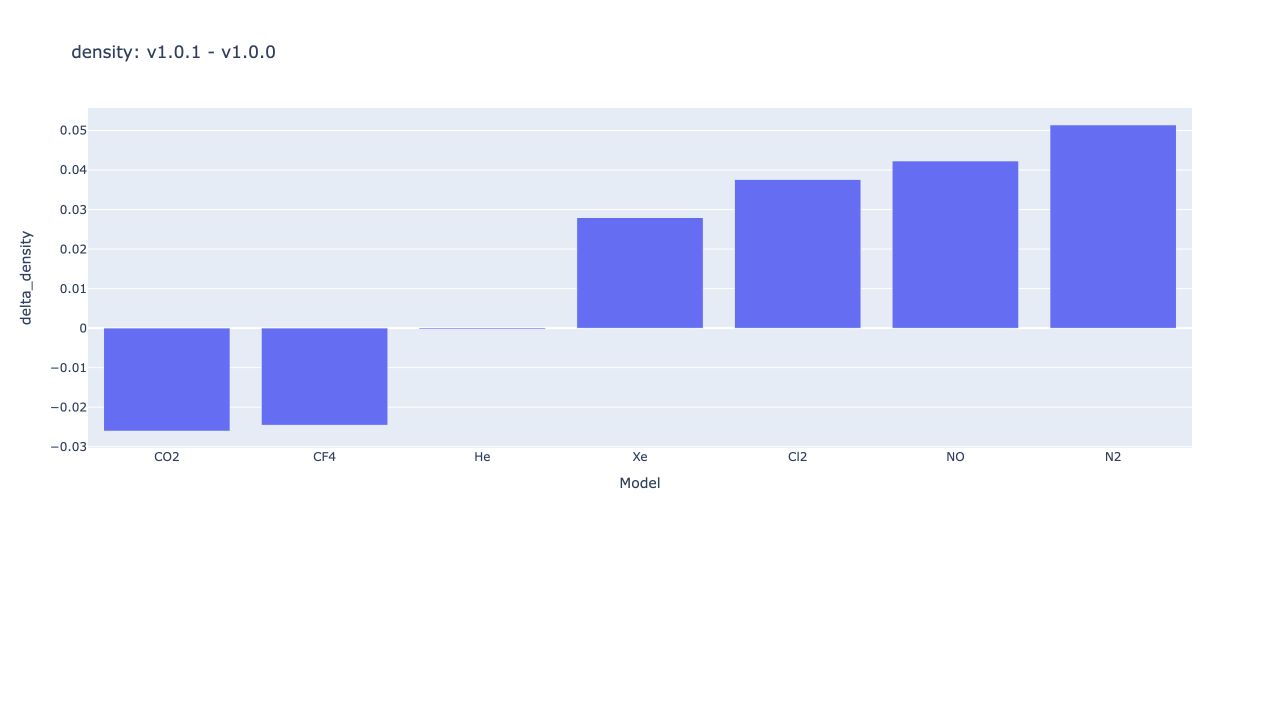 density: v1.0.1 - v1.0.0
0.05
0.04
0.03
0.02
0.01
0
−0.01
−0.02
−0.03
delta_density
CO2 CF4 He Xe Cl2 NO N2
Model